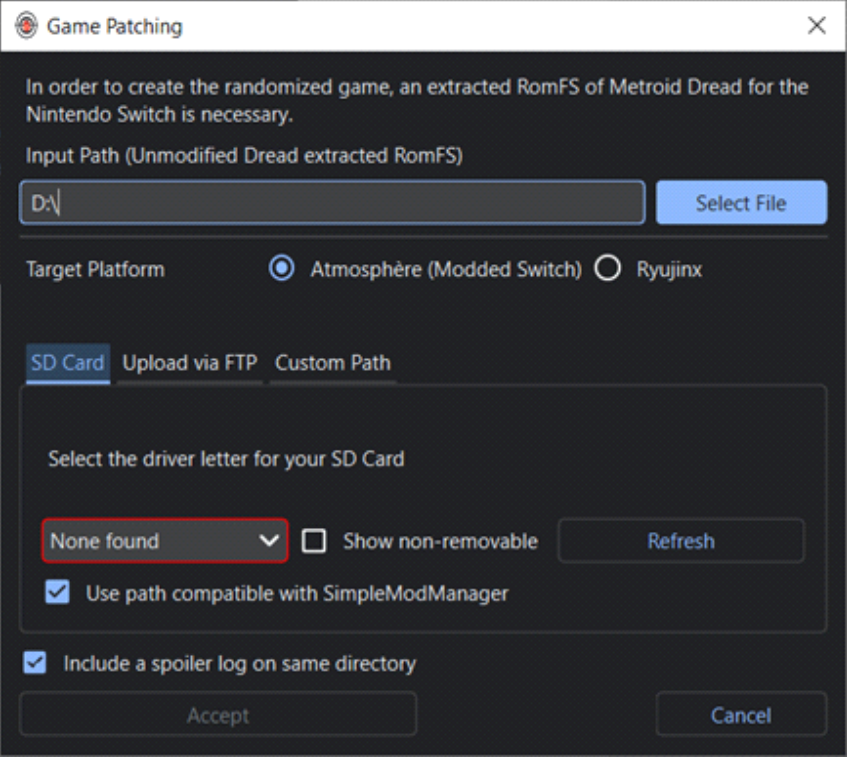 Game Patching
In order to create the randomized game, an extracted RomFS of Metroid Dread for the
Nintendo Switch is necessary.
Input Path (Unmodified Dread extracted RomFS)
D:\
Select File
Target Platform
Atmosphère (Modded Switch)
Ryujinx
SD Card
Upload via FTP
Custom Path
Select the driver letter for your SD Card
None found
Show non-removable
Refresh
Use path compatible with SimpleModManager
Include a spoiler log on same directory
Accept
Cancel